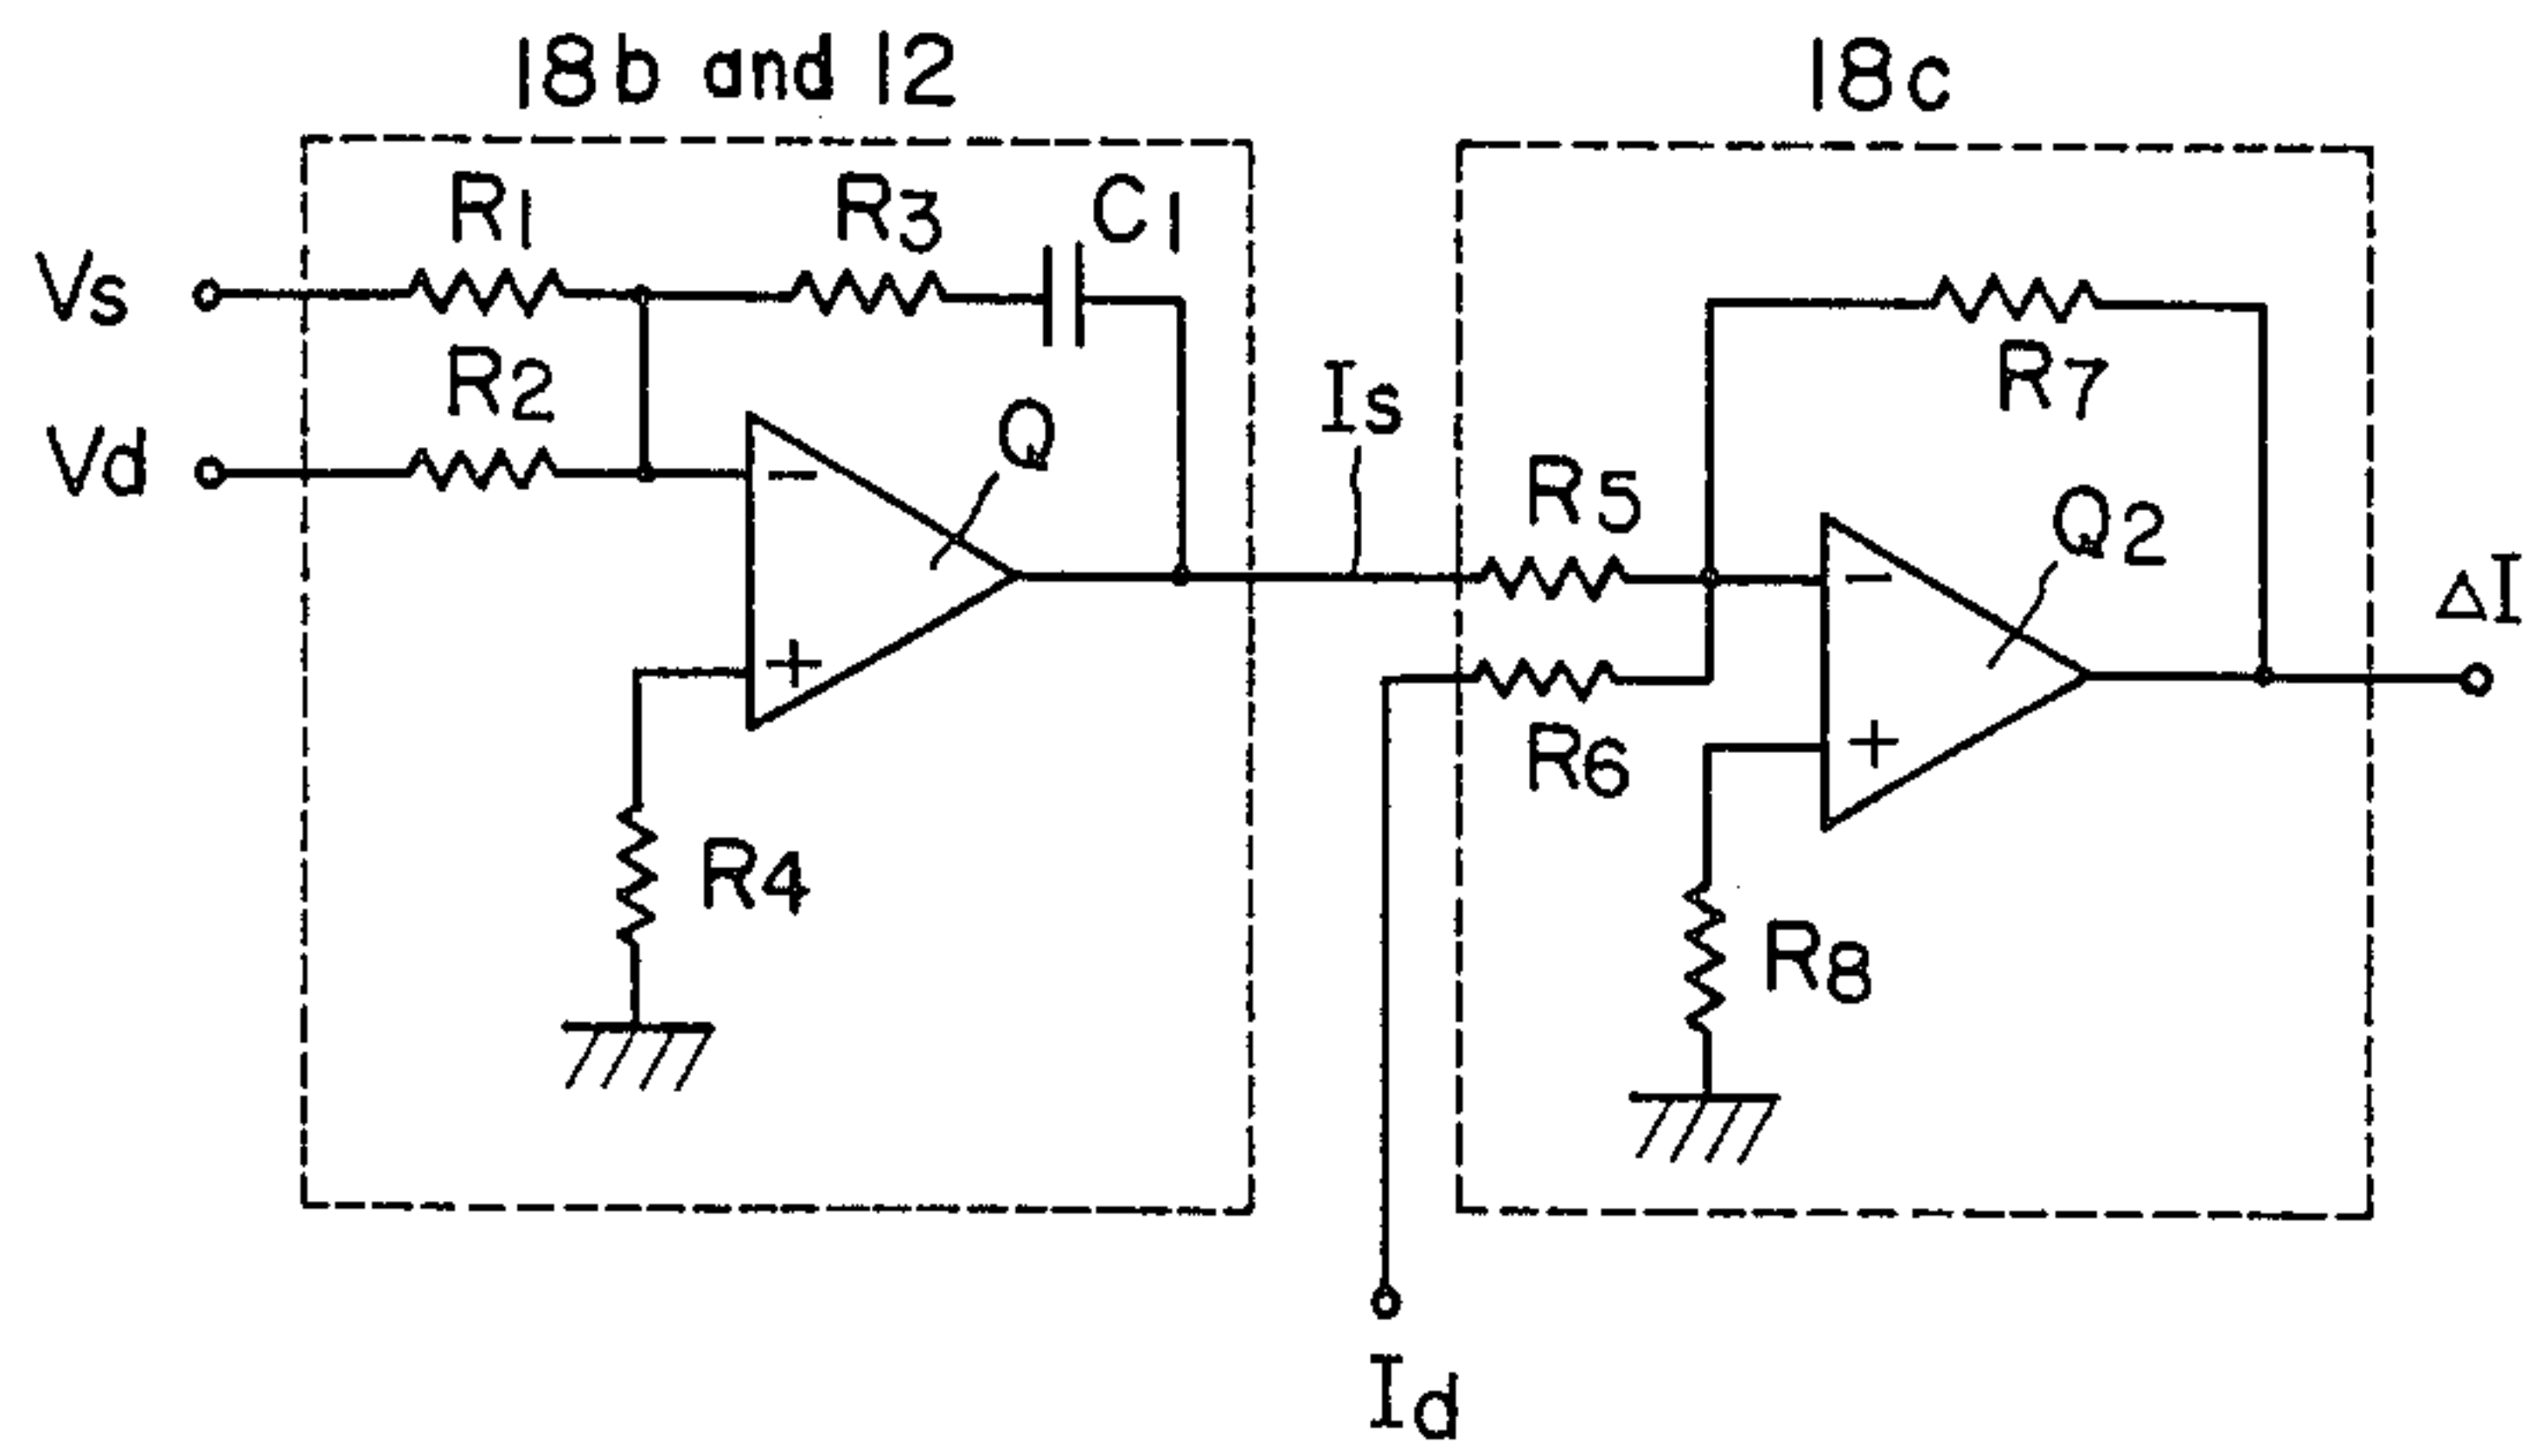 18b and 12
18c
R1
R3
C1
Vs
R2
Vd
Q
Is
R7
R5
Q2
−
−
ΔI
+
R6
+
R4
R8
Id